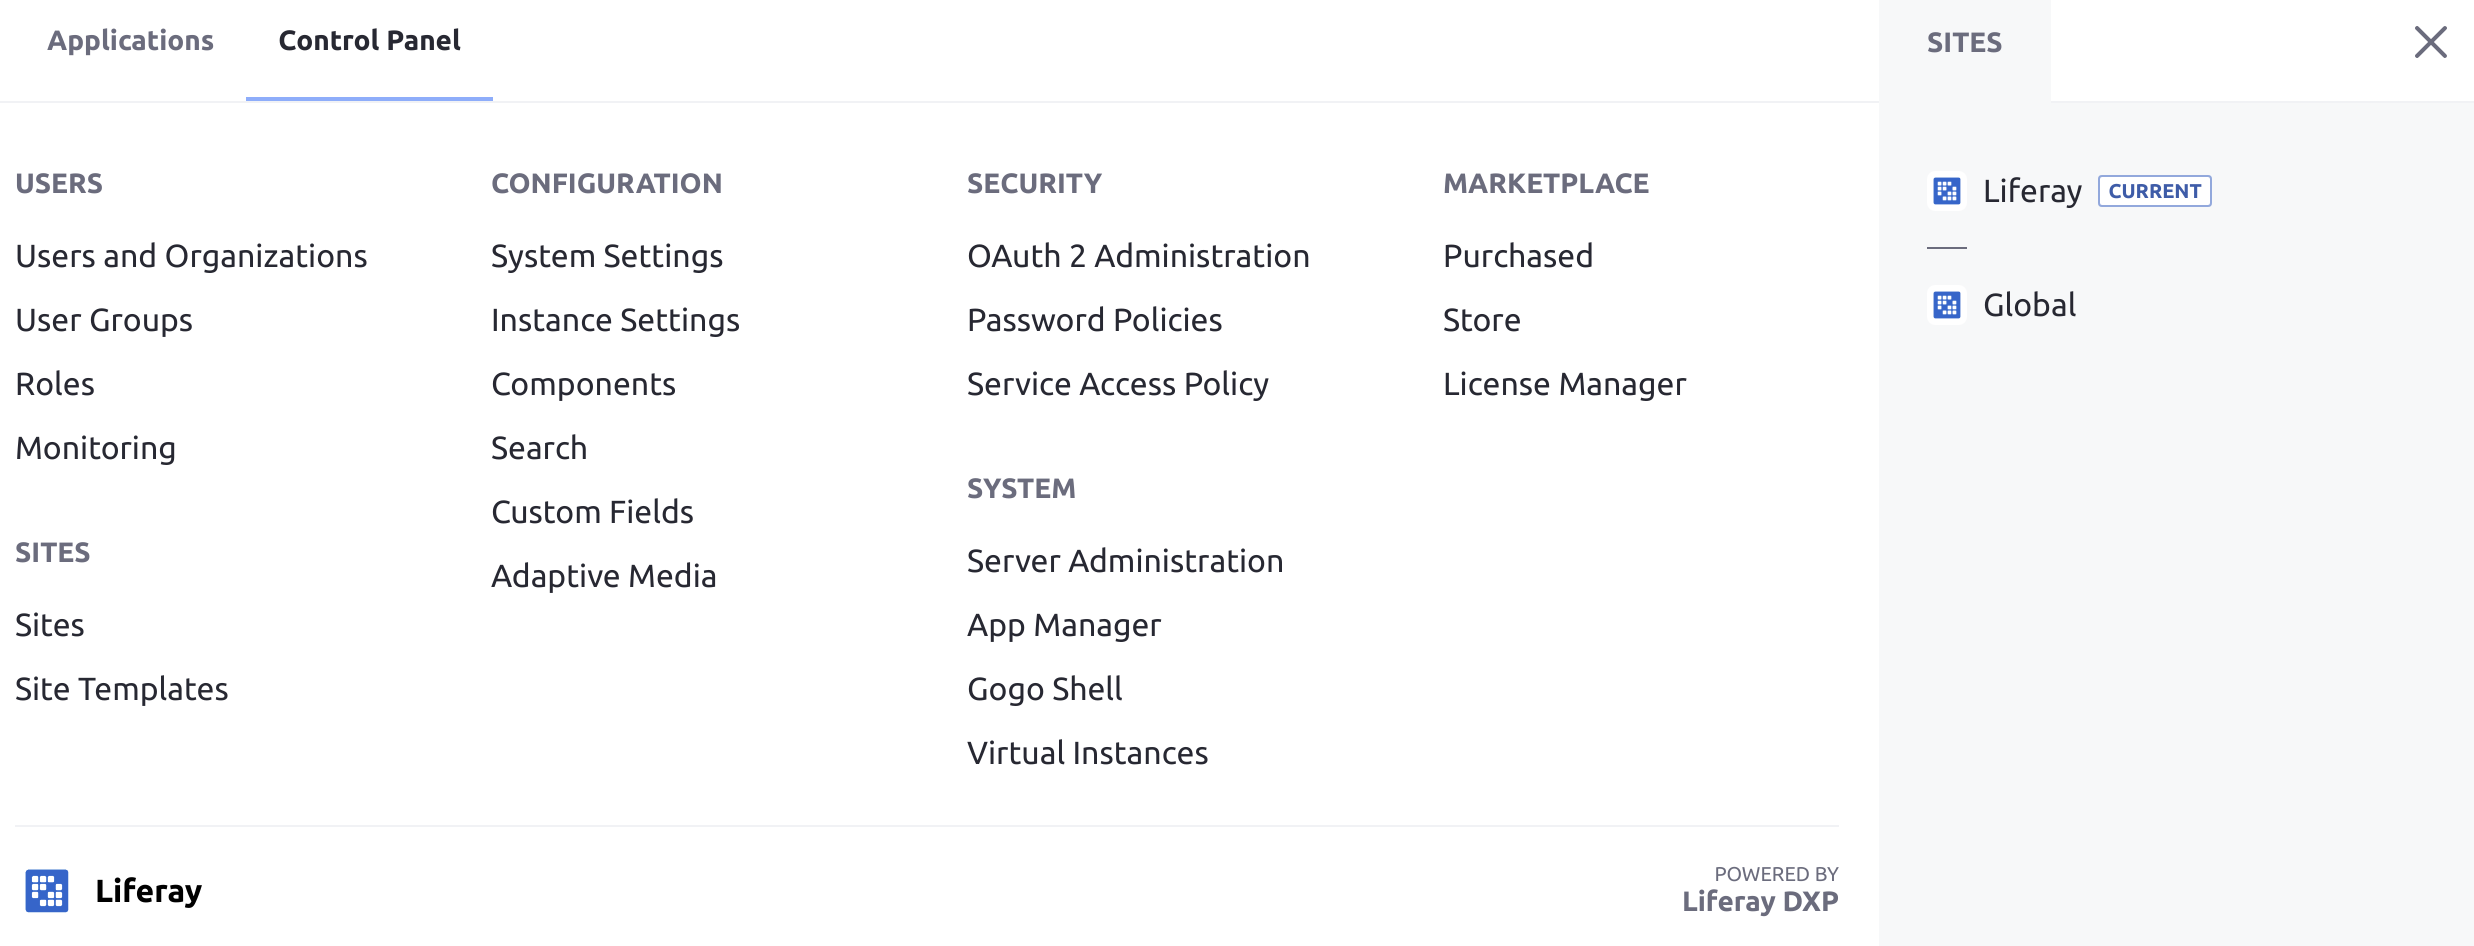 Applications
Control Panel
SITES
USERS
Users and Organizations
User Groups
Roles
Monitoring
SITES
Sites
Site Templates
CONFIGURATION
System Settings
Instance Settings
Components
Search
Custom Fields
Adaptive Media
SECURITY
OAuth 2 Administration
Password Policies
Service Access Policy
SYSTEM
Server Administration
App Manager
Gogo Shell
Virtual Instances
MARKETPLACE
Purchased
Store
License Manager
Liferay CURRENT
Global
Liferay
POWERED BY
Liferay DXP